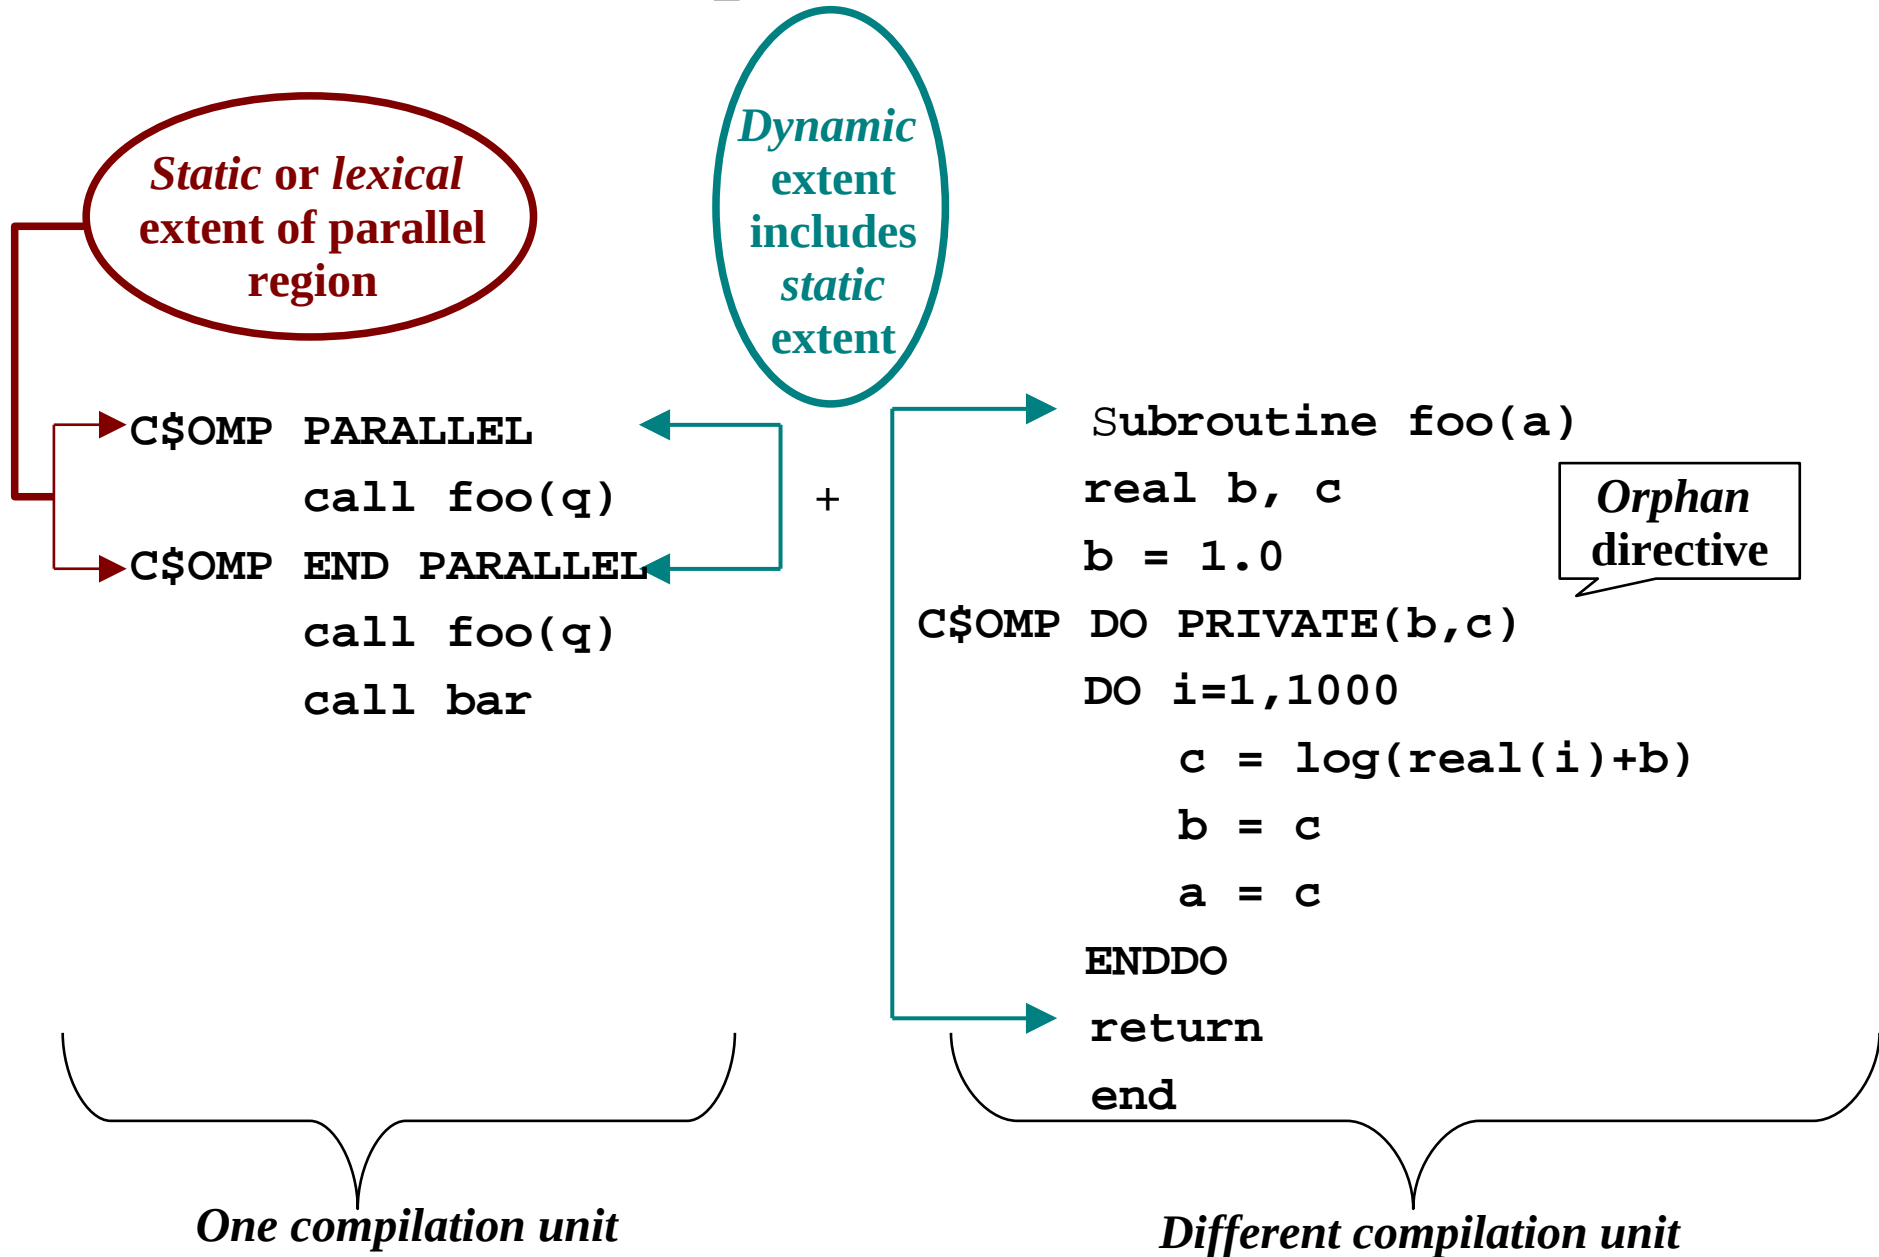 Static or lexical
extent of parallel
region
Dynamic
extent
includes
static
extent
C$OMP PARALLEL
call foo(q)
C$OMP END PARALLEL
call foo(q)
call bar
+
Subroutine foo(a)
real b, c
b = 1.0
C$OMP DO PRIVATE(b,c)
DO i=1,1000
c = log(real(i)+b)
b = c
a = c
ENDDO
return
end
Orphan
directive
One compilation unit
Different compilation unit